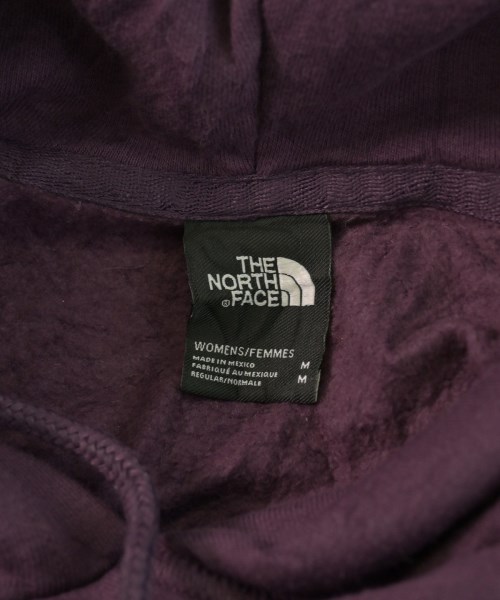 THE
NORTH
®FACE
WOMENS/FEMMES
MADE IN MEXICO M
FABRIQUÉ AU MEXIQUE M
REGULAR/NORMALE